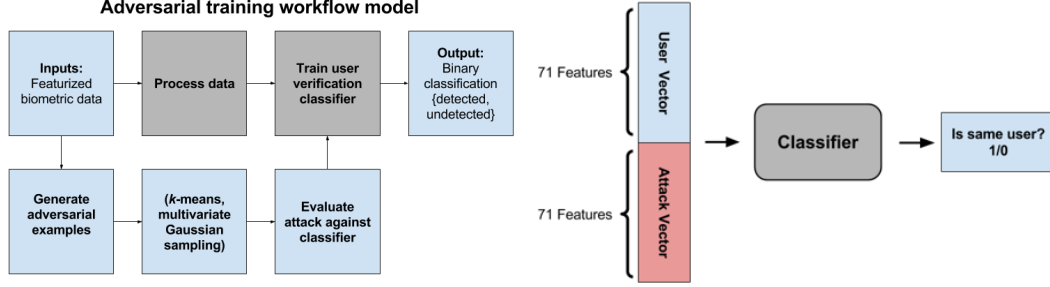 Adversarial training workflow model
Inputs:
Featurized
biometric data
Process data
Train user
verification
classifier
Output:
Binary
classification
{detected,
undetected}
Generate
adversarial
examples
(k-means,
multivariate
Gaussian
sampling)
Evaluate
attack against
classifier
71 Features
User Vector
71 Features
Attack Vector
Classifier
Is same user?
1/0